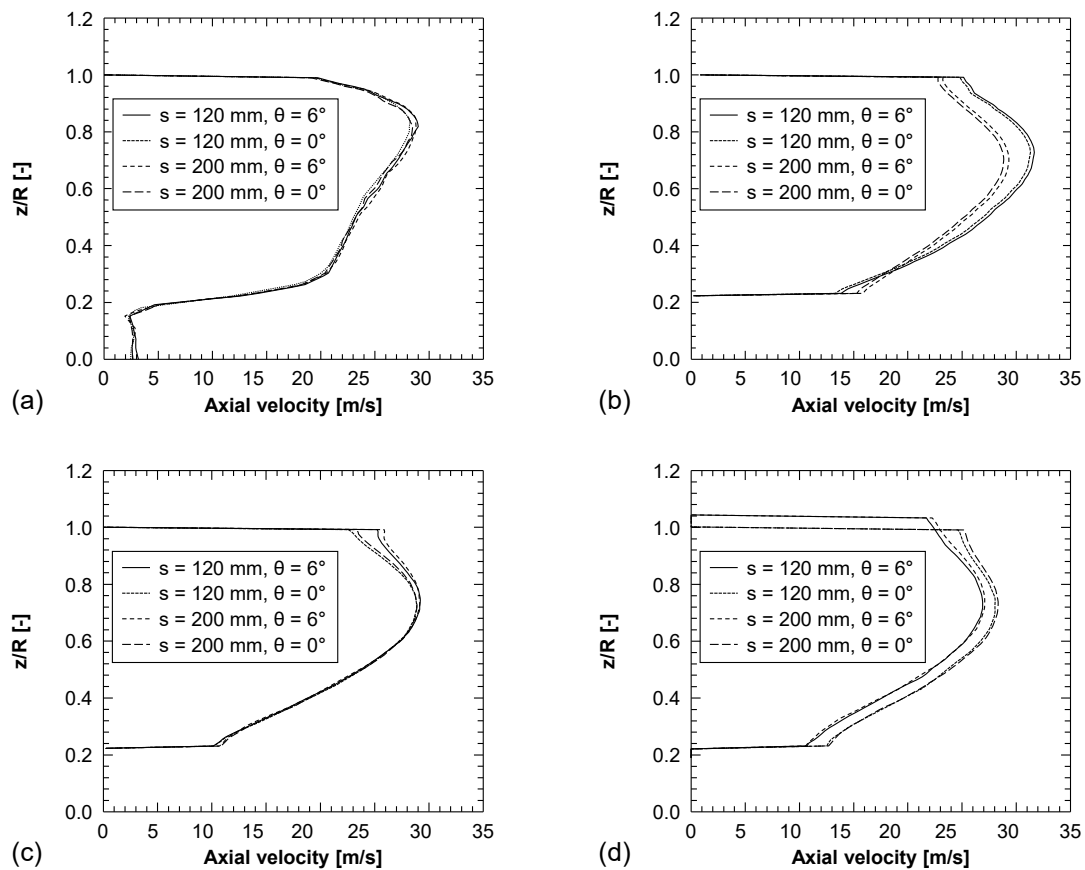 1.2
1.0
0.8
0.6
0.4
0.2
0.0
z/R [-]
s = 120 mm, θ = 6°
s = 120 mm, θ = 0°
s = 200 mm, θ = 6°
s = 200 mm, θ = 0°
0 5 10 15 20 25 30 35
Axial velocity [m/s]
(a)
1.2
1.0
0.8
0.6
0.4
0.2
0.0
z/R [-]
s = 120 mm, θ = 6°
s = 120 mm, θ = 0°
s = 200 mm, θ = 6°
s = 200 mm, θ = 0°
0 5 10 15 20 25 30 35
Axial velocity [m/s]
(b)
1.2
1.0
0.8
0.6
0.4
0.2
0.0
z/R [-]
s = 120 mm, θ = 6°
s = 120 mm, θ = 0°
s = 200 mm, θ = 6°
s = 200 mm, θ = 0°
0 5 10 15 20 25 30 35
Axial velocity [m/s]
(c)
1.2
1.0
0.8
0.6
0.4
0.2
0.0
z/R [-]
s = 120 mm, θ = 6°
s = 120 mm, θ = 0°
s = 200 mm, θ = 6°
s = 200 mm, θ = 0°
0 5 10 15 20 25 30 35
Axial velocity [m/s]
(d)